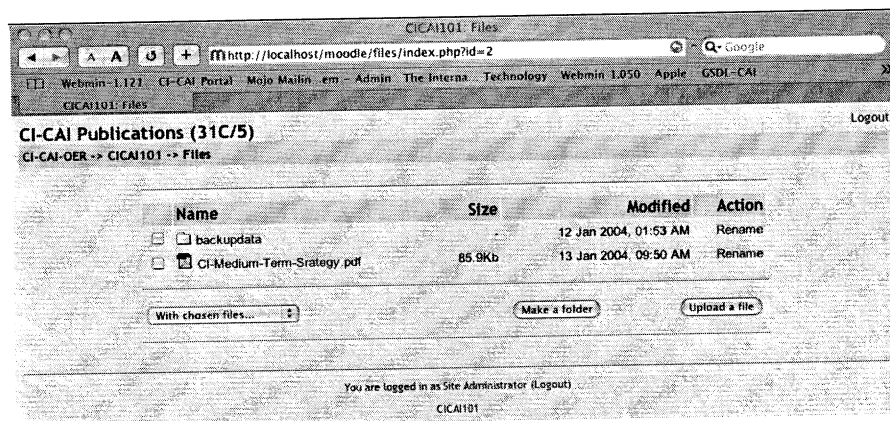 CICAI101: Files
A A + http://localhost/moodle/files/index.php?id=2 Q- Google
Webmin-1.121 CI-CAI Portal Mojo Mailin em - Admin The Interna... Technology Webmin 1.050 Apple GSDL-CAI »
CICAI101: Files
Logout
CI-CAI Publications (31C/5)
CI-CAI-OER -> CICAI101 -> Files
Name Size Modified Action
backupdata - 12 Jan 2004, 01:53 AM Rename
CI-Medium-Term-Srategy.pdf 85.9Kb 13 Jan 2004, 09:50 AM Rename
With chosen files... Make a folder Upload a file
You are logged in as Site Administrator (Logout)
CICAI101